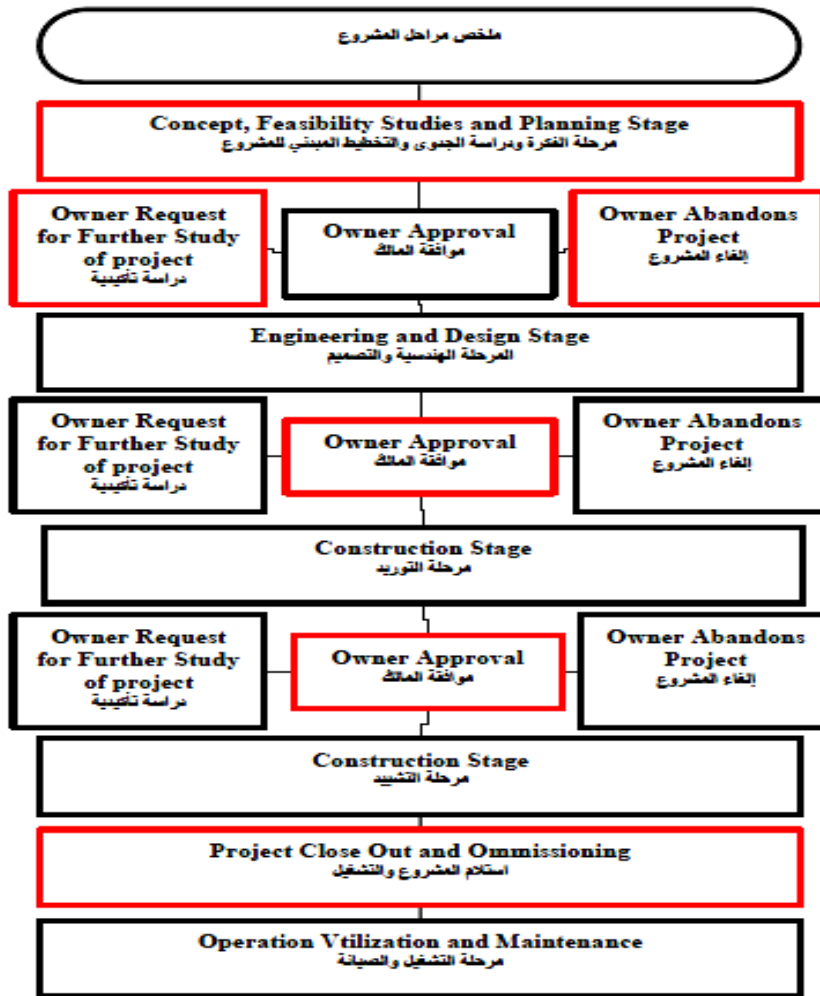 ملخص مراحل المشروع
Concept, Feasibility Studies and Planning Stage
مرحلة الفكرة ودراسة الجدوى والتخطيط المبدئي للمشروع
Owner Request
for Further Study
of project
دراسة تأكيدية
Owner Approval
موافقة المالك
Owner Abandons
Project
إلغاء المشروع
Engineering and Design Stage
المرحلة الهندسية والتصميم
Owner Request
for Further Study
of project
دراسة تأكيدية
Owner Approval
موافقة المالك
Owner Abandons
Project
إلغاء المشروع
Construction Stage
مرحلة التوريد
Owner Request
for Further Study
of project
دراسة تأكيدية
Owner Approval
موافقة المالك
Owner Abandons
Project
إلغاء المشروع
Construction Stage
مرحلة التشييد
Project Close Out and Ommissioning
استلام المشروع والتشغيل
Operation Vtilization and Maintenance
مرحلة التشغيل والصيانة